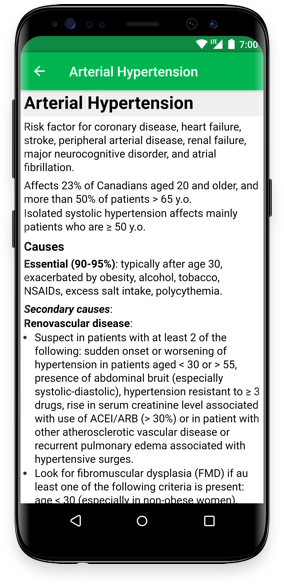 LTE 7:00
Arterial Hypertension
Arterial Hypertension
Risk factor for coronary disease, heart failure,
stroke, peripheral arterial disease, renal failure,
major neurocognitive disorder, and atrial
fibrillation.
Affects 23% of Canadians aged 20 and older, and
more than 50% of patients > 65 y.o.
Isolated systolic hypertension affects mainly
patients who are ≥ 50 y.o.
Causes
Essential (90-95%): typically after age 30,
exacerbated by obesity, alcohol, tobacco,
NSAIDs, excess salt intake, polycythemia.
Secondary causes:
Renovascular disease:
• Suspect in patients with at least 2 of the
following: sudden onset or worsening of
hypertension in patients aged < 30 or > 55,
presence of abdominal bruit (especially
systolic-diastolic), hypertension resistant to ≥ 3
drugs, rise in serum creatinine level associated
with use of ACEI/ARB (> 30%) or in patient with
other atherosclerotic vascular disease or
recurrent pulmonary edema associated with
hypertensive surges.
• Look for fibromuscular dysplasia (FMD) if au
least one of the following criteria is present:
age < 30 (especially in non-obese women),